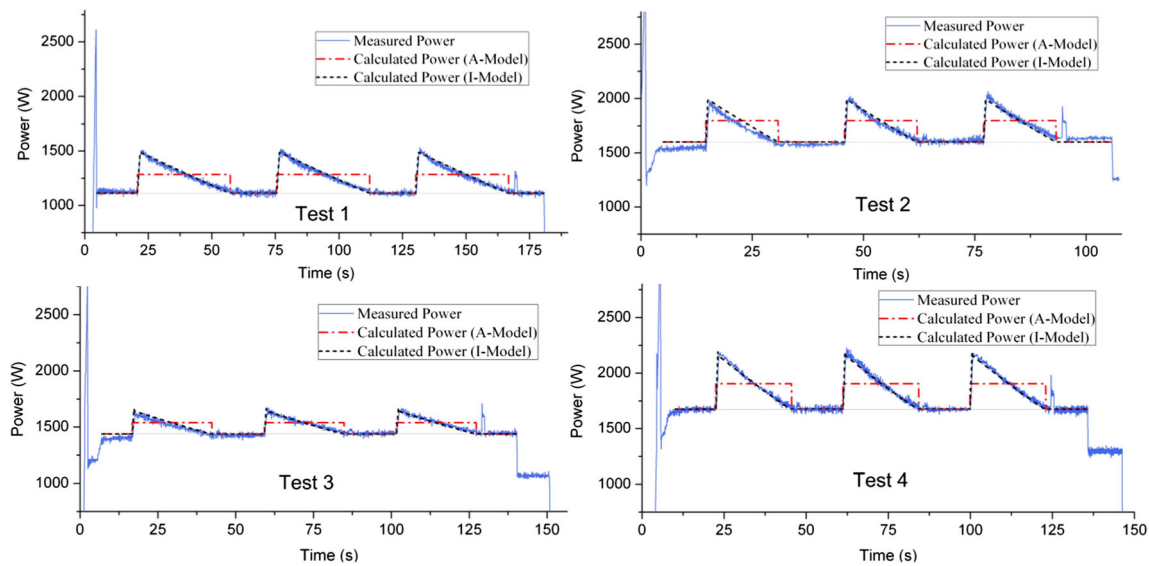 Power (W)
2500
2000
1500
1000
Measured Power
Calculated Power (A-Model)
Calculated Power (I-Model)
Test 1
0 25 50 75 100 125 150 175
Time (s)
Power (W)
2500
2000
1500
1000
Measured Power
Calculated Power (A-Model)
Calculated Power (I-Model)
Test 2
0 20 40 60 80 100
Time (s)
Power (W)
2500
2000
1500
1000
Measured Power
Calculated Power (A-Model)
Calculated Power (I-Model)
Test 3
0 25 50 75 100 125 150
Time (s)
Power (W)
2500
2000
1500
1000
Measured Power
Calculated Power (A-Model)
Calculated Power (I-Model)
Test 4
0 25 50 75 100 125 150
Time (s)